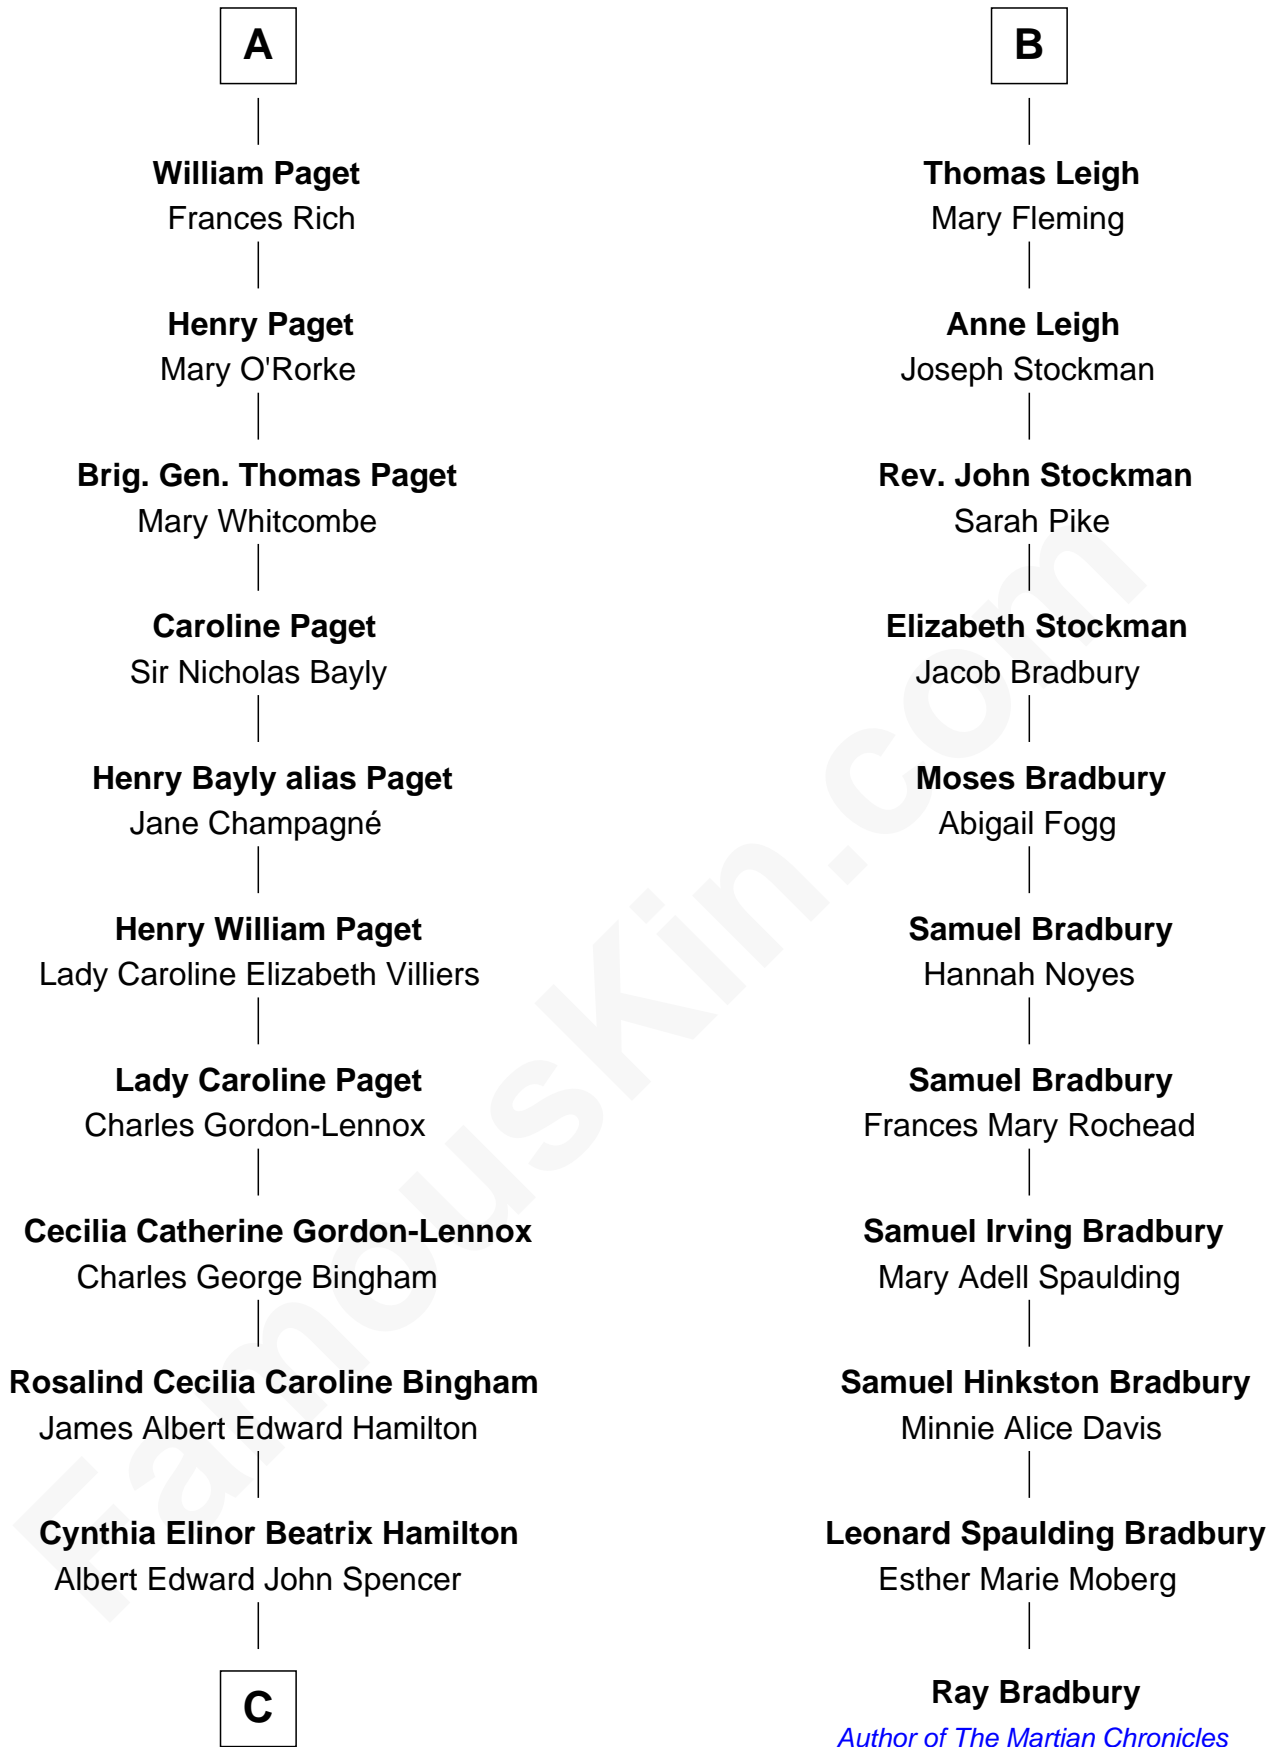 A
William Paget
Frances Rich
Henry Paget
Mary O'Rorke
Brig. Gen. Thomas Paget
Mary Whitcombe
Caroline Paget
Sir Nicholas Bayly
Henry Bayly alias Paget
Jane Champagné
Henry William Paget
Lady Caroline Elizabeth Villiers
Lady Caroline Paget
Charles Gordon-Lennox
Cecilia Catherine Gordon-Lennox
Charles George Bingham
Rosalind Cecilia Caroline Bingham
James Albert Edward Hamilton
Cynthia Elinor Beatrix Hamilton
Albert Edward John Spencer
C
B
Thomas Leigh
Mary Fleming
Anne Leigh
Joseph Stockman
Rev. John Stockman
Sarah Pike
Elizabeth Stockman
Jacob Bradbury
Moses Bradbury
Abigail Fogg
Samuel Bradbury
Hannah Noyes
Samuel Bradbury
Frances Mary Rochead
Samuel Irving Bradbury
Mary Adell Spaulding
Samuel Hinkston Bradbury
Minnie Alice Davis
Leonard Spaulding Bradbury
Esther Marie Moberg
Ray Bradbury
Author of The Martian Chronicles
FamousKin.com